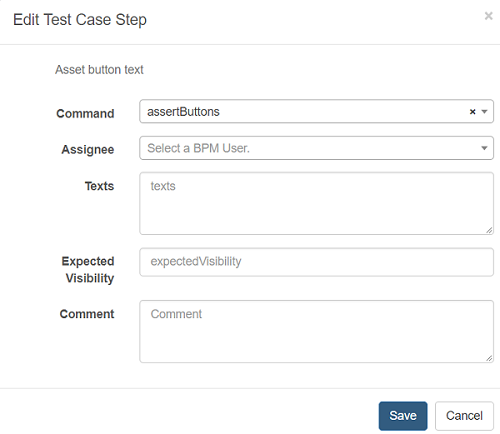 Edit Test Case Step
×
Asset button text
Command
assertButtons
×
Assignee
Select a BPM User.
Texts
texts
Expected
Visibility
expectedVisibility
Comment
Comment
Save
Cancel